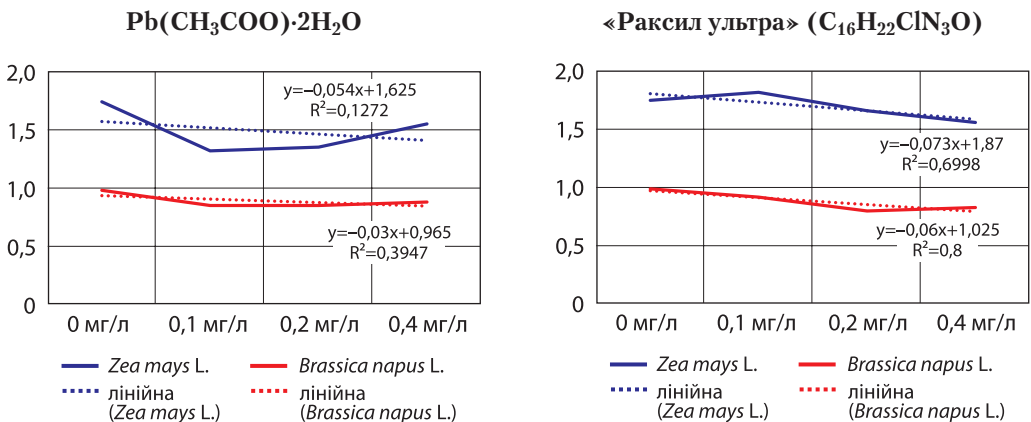 Pb(CH₃COO)·2H₂O
2,0
1,5
1,0
0,5
0
y=–0,054x+1,625
R²=0,1272
y=–0,03x+0,965
R²=0,3947
0 мг/л 0,1 мг/л 0,2 мг/л 0,4 мг/л
Zea mays L. Brassica napus L.
лінійна (Zea mays L.)
лінійна (Brassica napus L.)
«Раксил ультра» (C₁₆H₂₂ClN₃O)
2,0
1,5
1,0
0,5
0
y=–0,073x+1,87
R²=0,6998
y=–0,06x+1,025
R²=0,8
0 мг/л 0,1 мг/л 0,2 мг/л 0,4 мг/л
Zea mays L. Brassica napus L.
лінійна (Zea mays L.)
лінійна (Brassica napus L.)